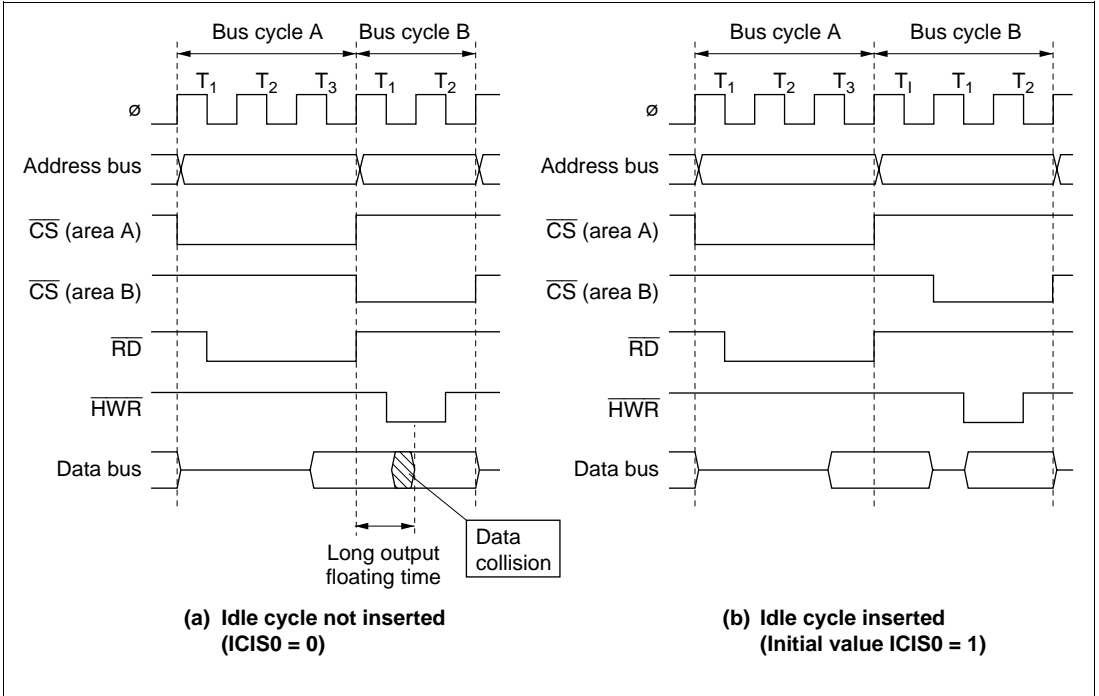 Bus cycle A
Bus cycle B
T1 T2 T3 T1 T2
ø
Address bus
CS (area A)
CS (area B)
RD
HWR
Data bus
Long output
floating time
Data
collision
(a) Idle cycle not inserted
(ICIS0 = 0)
Bus cycle A
Bus cycle B
T1 T2 T3 TI T1 T2
ø
Address bus
CS (area A)
CS (area B)
RD
HWR
Data bus
(b) Idle cycle inserted
(Initial value ICIS0 = 1)